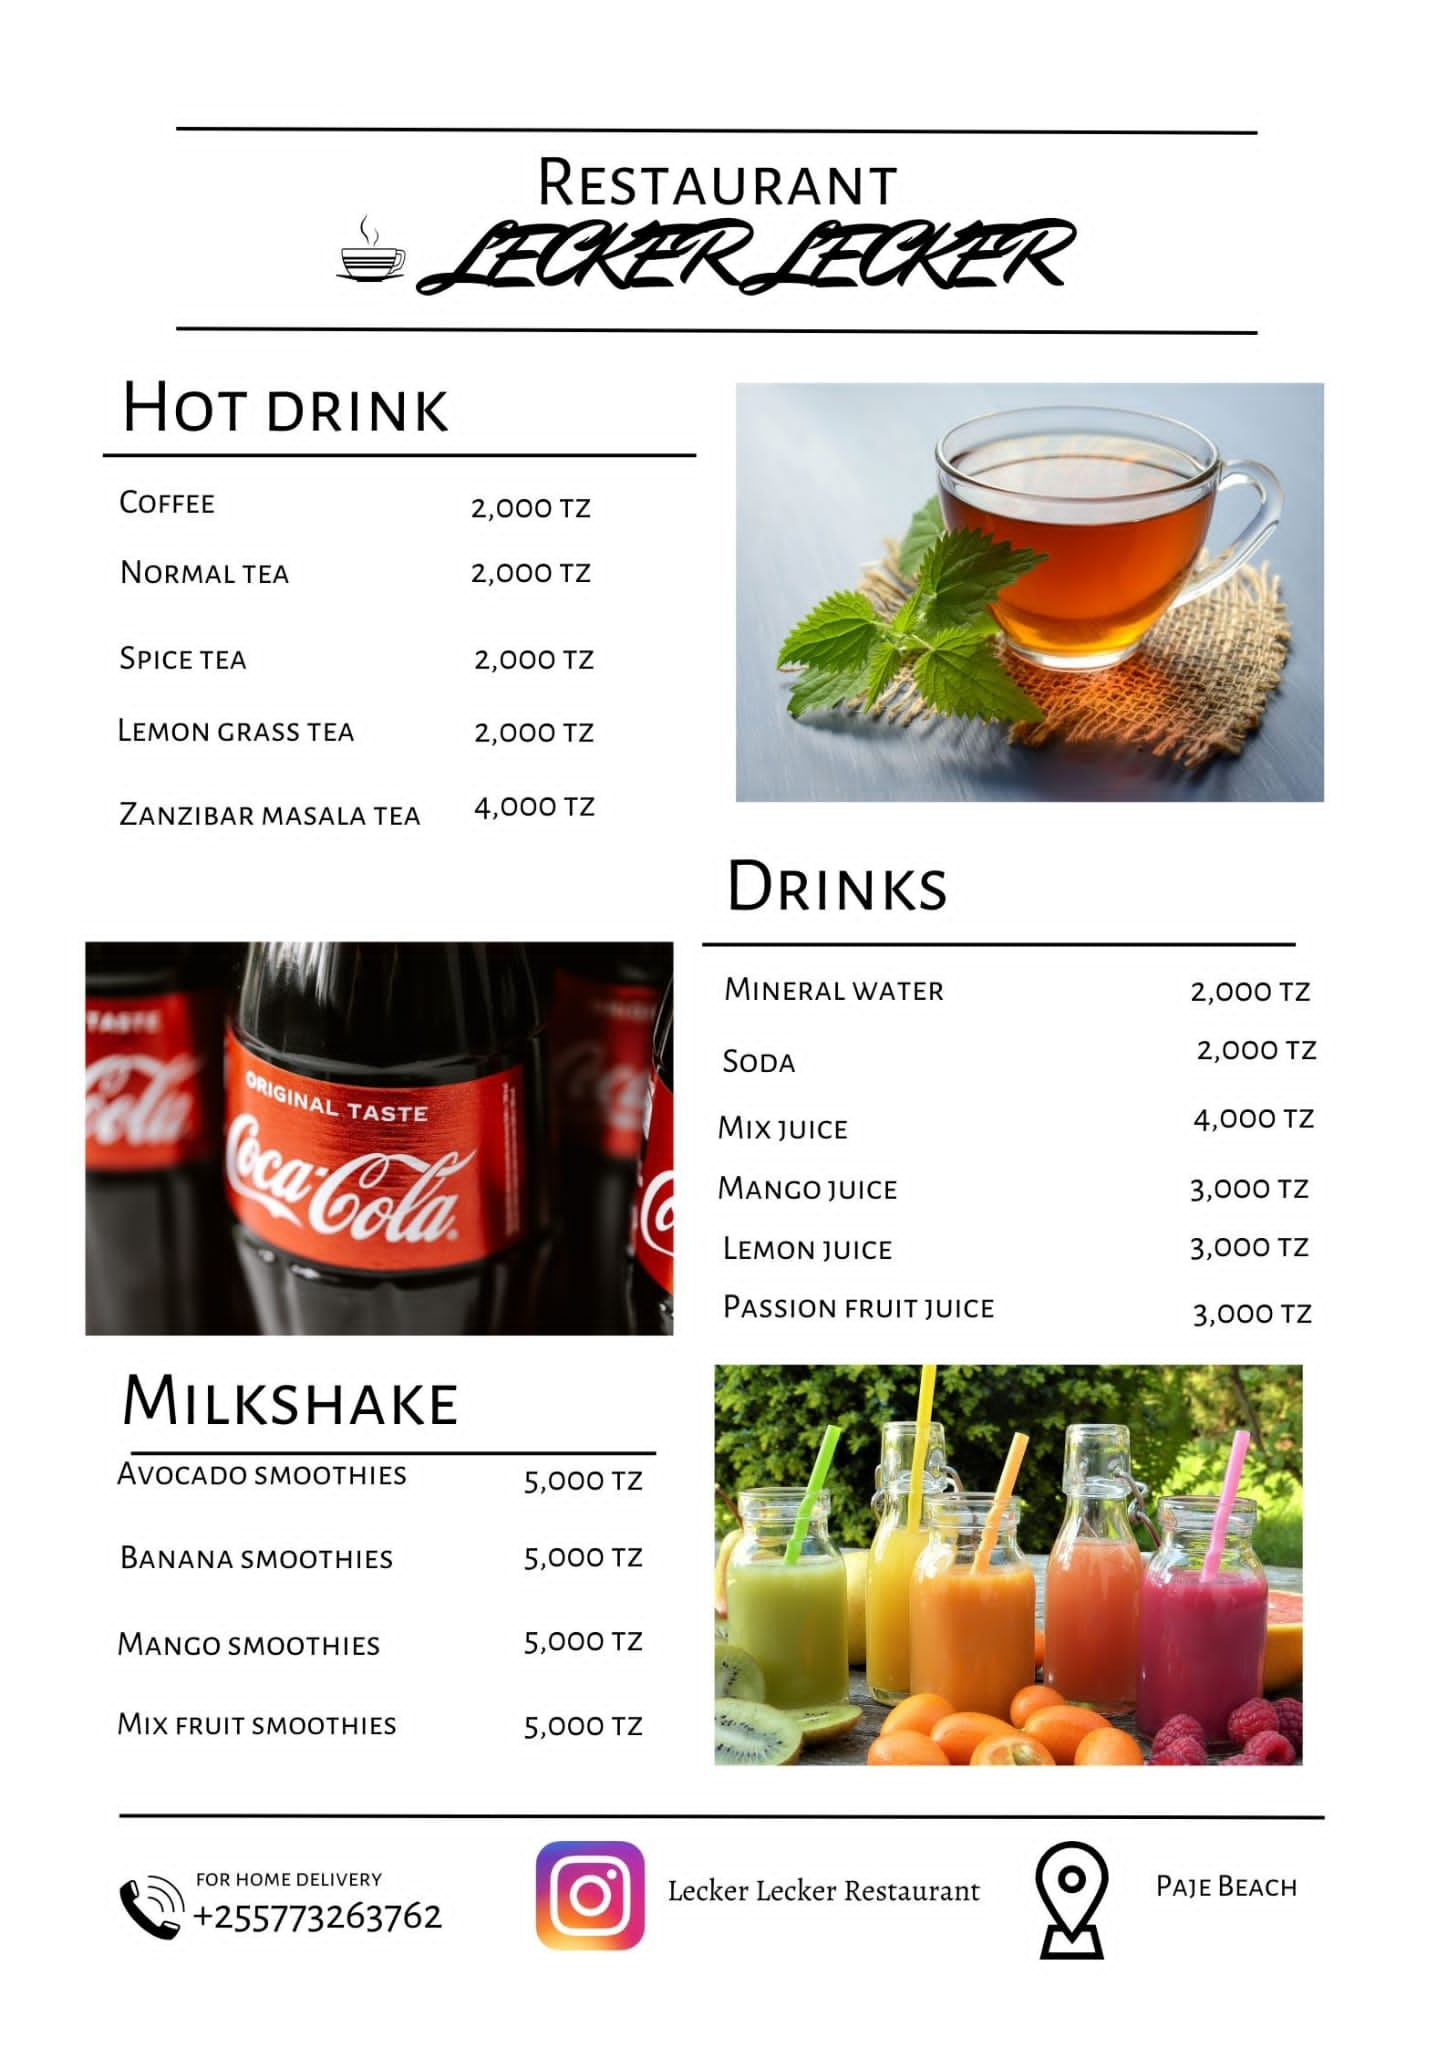 Restaurant
LECKER LECKER
Hot drink
Coffee 2,000 TZ
Normal tea 2,000 TZ
Spice tea 2,000 TZ
Lemon grass tea 2,000 TZ
Zanzibar masala tea 4,000 TZ
Drinks
Mineral water 2,000 TZ
Soda 2,000 TZ
Mix juice 4,000 TZ
Mango juice 3,000 TZ
Lemon juice 3,000 TZ
Passion fruit juice 3,000 TZ
TASTE
Cola
ORIGINAL TASTE
Coca-Cola
Milkshake
Avocado smoothies 5,000 TZ
Banana smoothies 5,000 TZ
Mango smoothies 5,000 TZ
Mix fruit smoothies 5,000 TZ
for home delivery
+255773263762
Lecker Lecker Restaurant
Paje Beach